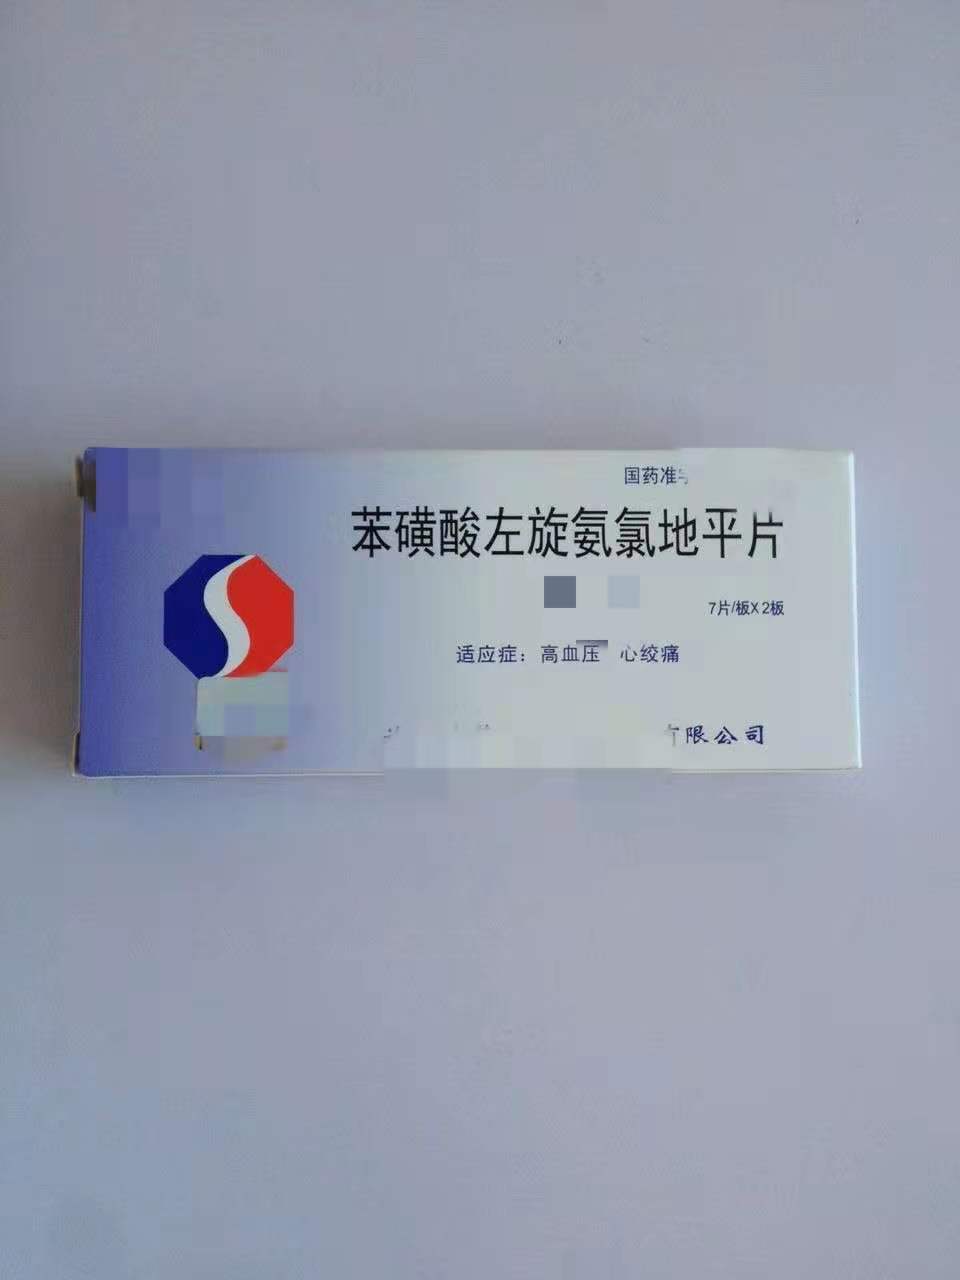 国药准
苯磺酸左旋氨氯地平片
7片/板X2板
适应症：高血压 心绞痛
限公司